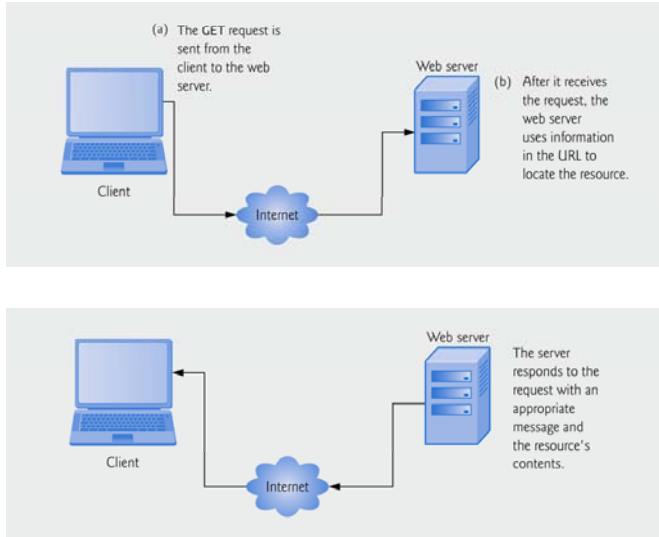 (a) The GET request is
sent from the
client to the web
server.
Web server
(b) After it receives
the request, the
web server
uses information
in the URL to
locate the resource.
Client
Internet
Web server
The server
responds to the
request with an
appropriate
message and
the resource's
contents.
Client
Internet